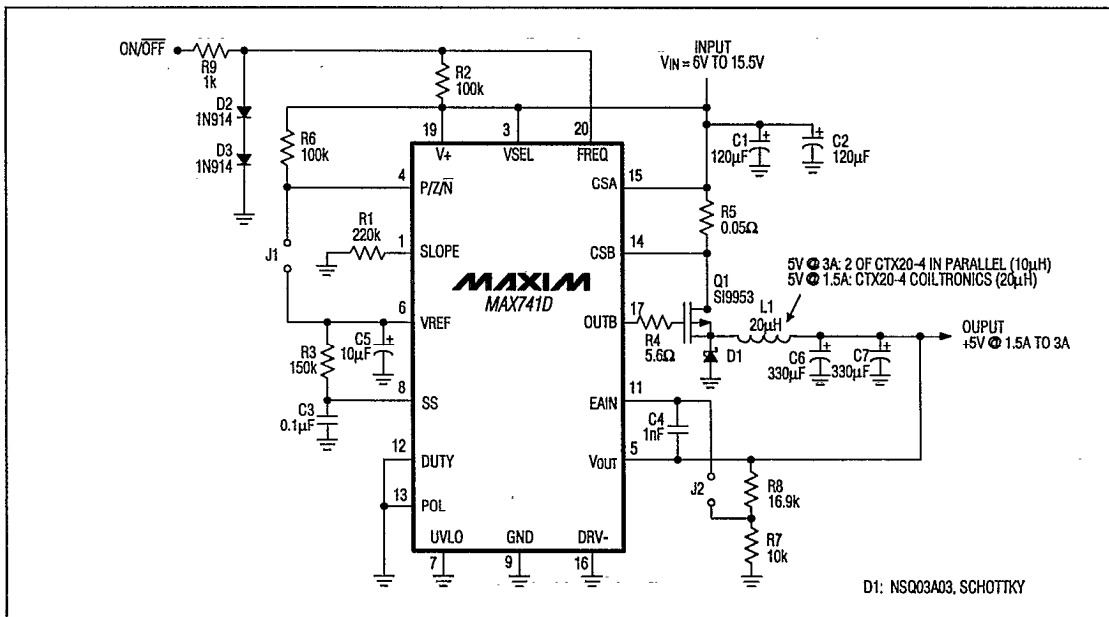 ON/OFF
R9
1k
D2
1N914
D3
1N914
R2
100k
INPUT
VIN = 6V TO 15.5V
R6
100k
19
3
20
V+
VSEL
FREQ
C1
120µF
C2
120µF
4
P/Z/N
CSA
15
R5
0.05Ω
R1
220k
1
SLOPE
CSB
14
J1
MAXIM
MAX741D
5V @ 3A: 2 OF CTX20-4 IN PARALLEL (10µH)
5V @ 1.5A: CTX20-4 COILTRONICS (20µH)
Q1
SI9953
6
VREF
OUTB
17
R4
5.6Ω
D1
L1
20µH
OUPUT
+5V @ 1.5A TO 3A
C6
330µF
C7
330µF
R3
150k
C5
10µF
8
SS
C3
0.1µF
EAIN
11
C4
1nF
12
DUTY
VOUT
5
13
POL
J2
R8
16.9k
R7
10k
UVLO
GND
DRV-
7
9
16
D1: NSQ03A03, SCHOTTKY